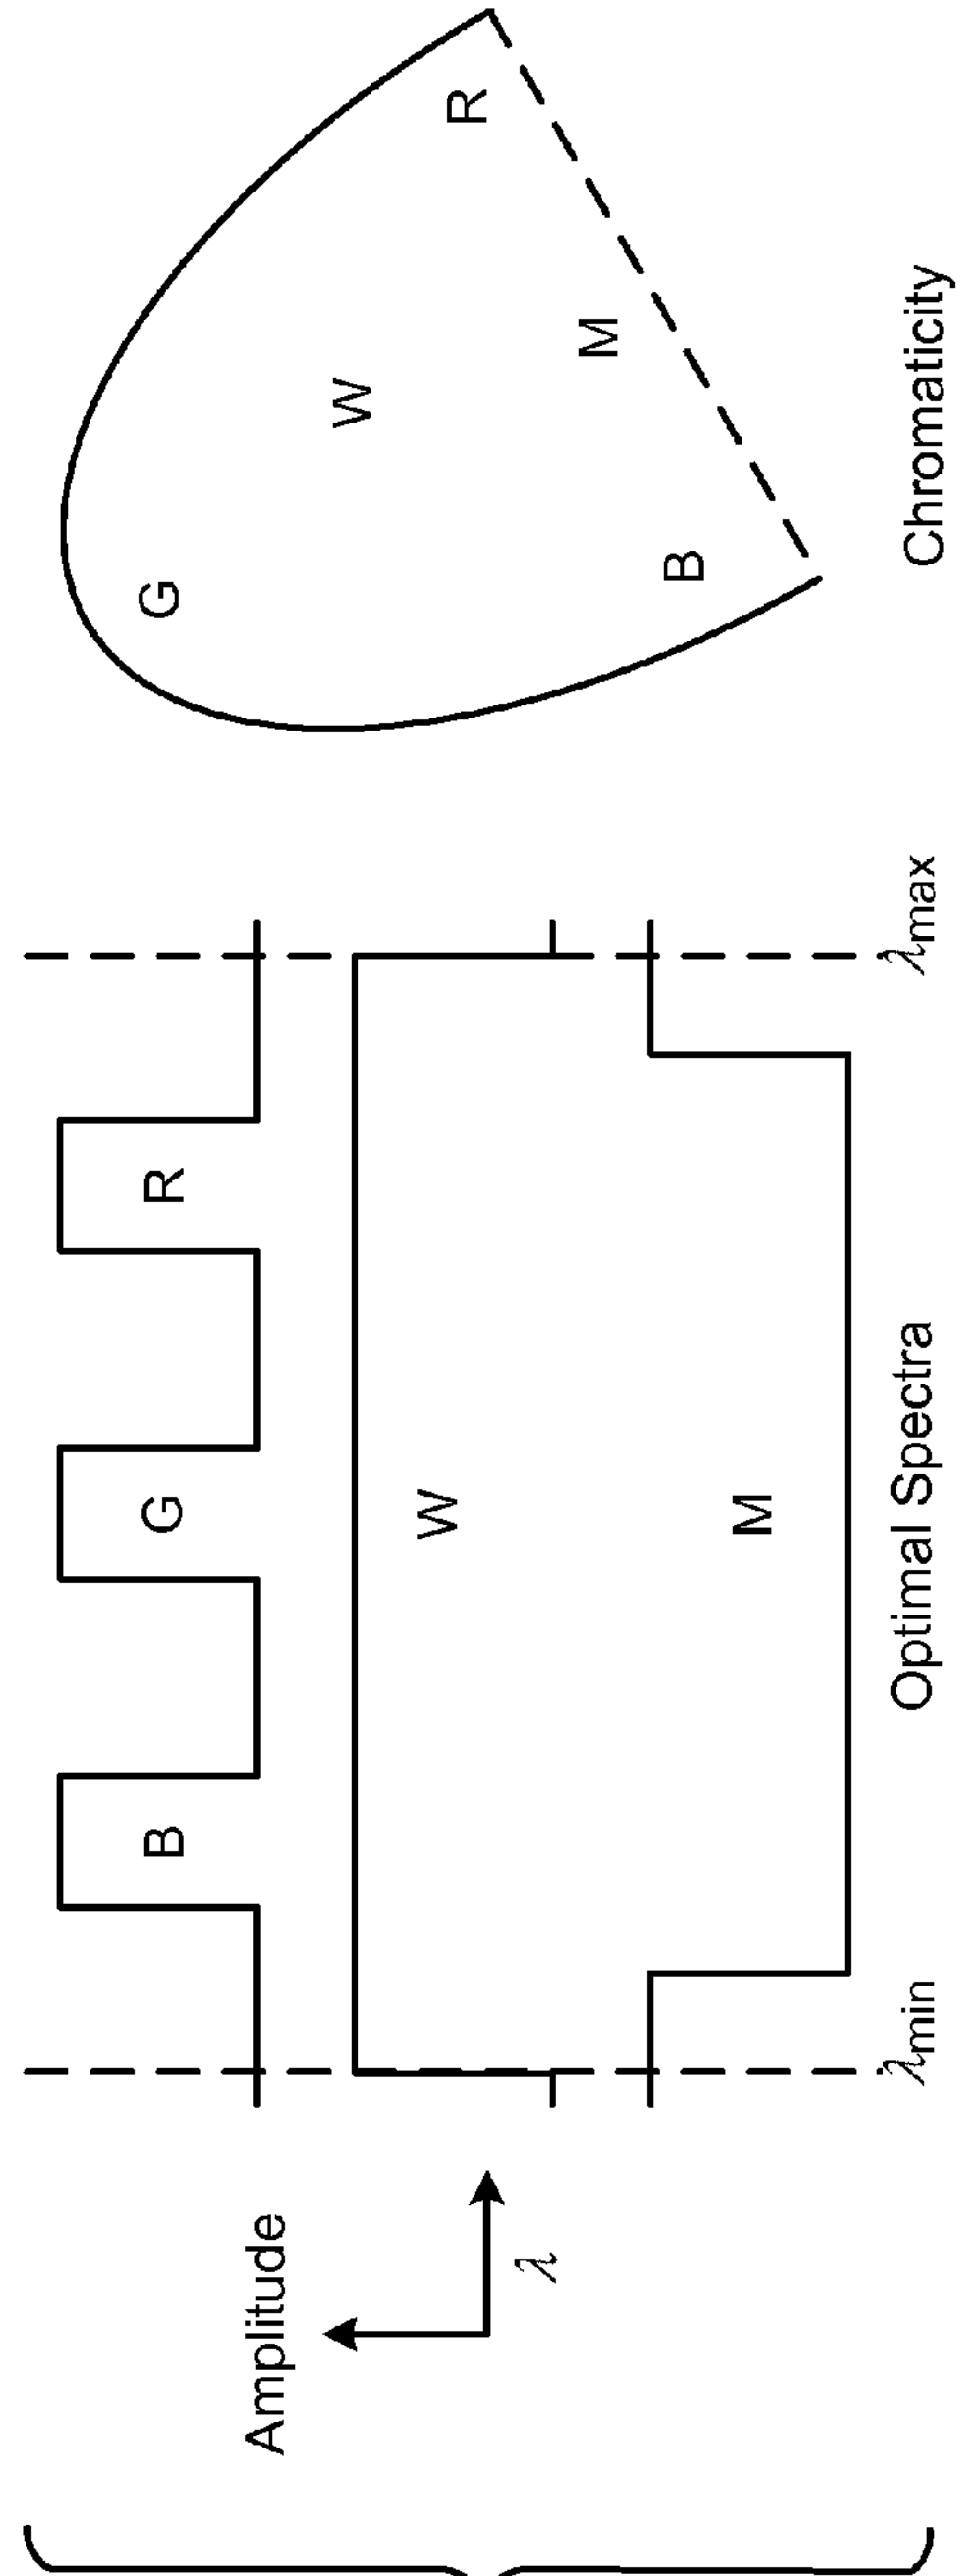 Amplitude
λ
B
G
R
W
M
λmin
λmax
Optimal Spectra
G
W
R
M
B
Chromaticity